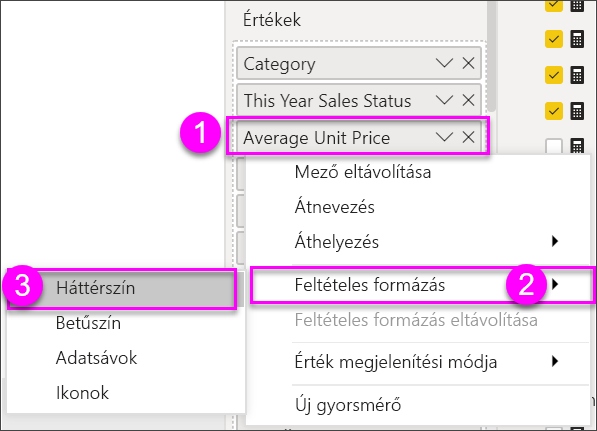 Értékek
Category
This Year Sales Status
1
Average Unit Price
Mező eltávolítása
Átnevezés
Áthelyezés
Feltételes formázás
2
Feltételes formázás eltávolítása
Érték megjelenítési módja
Új gyorsmérő
3
Háttérszín
Betűszín
Adatsávok
Ikonok